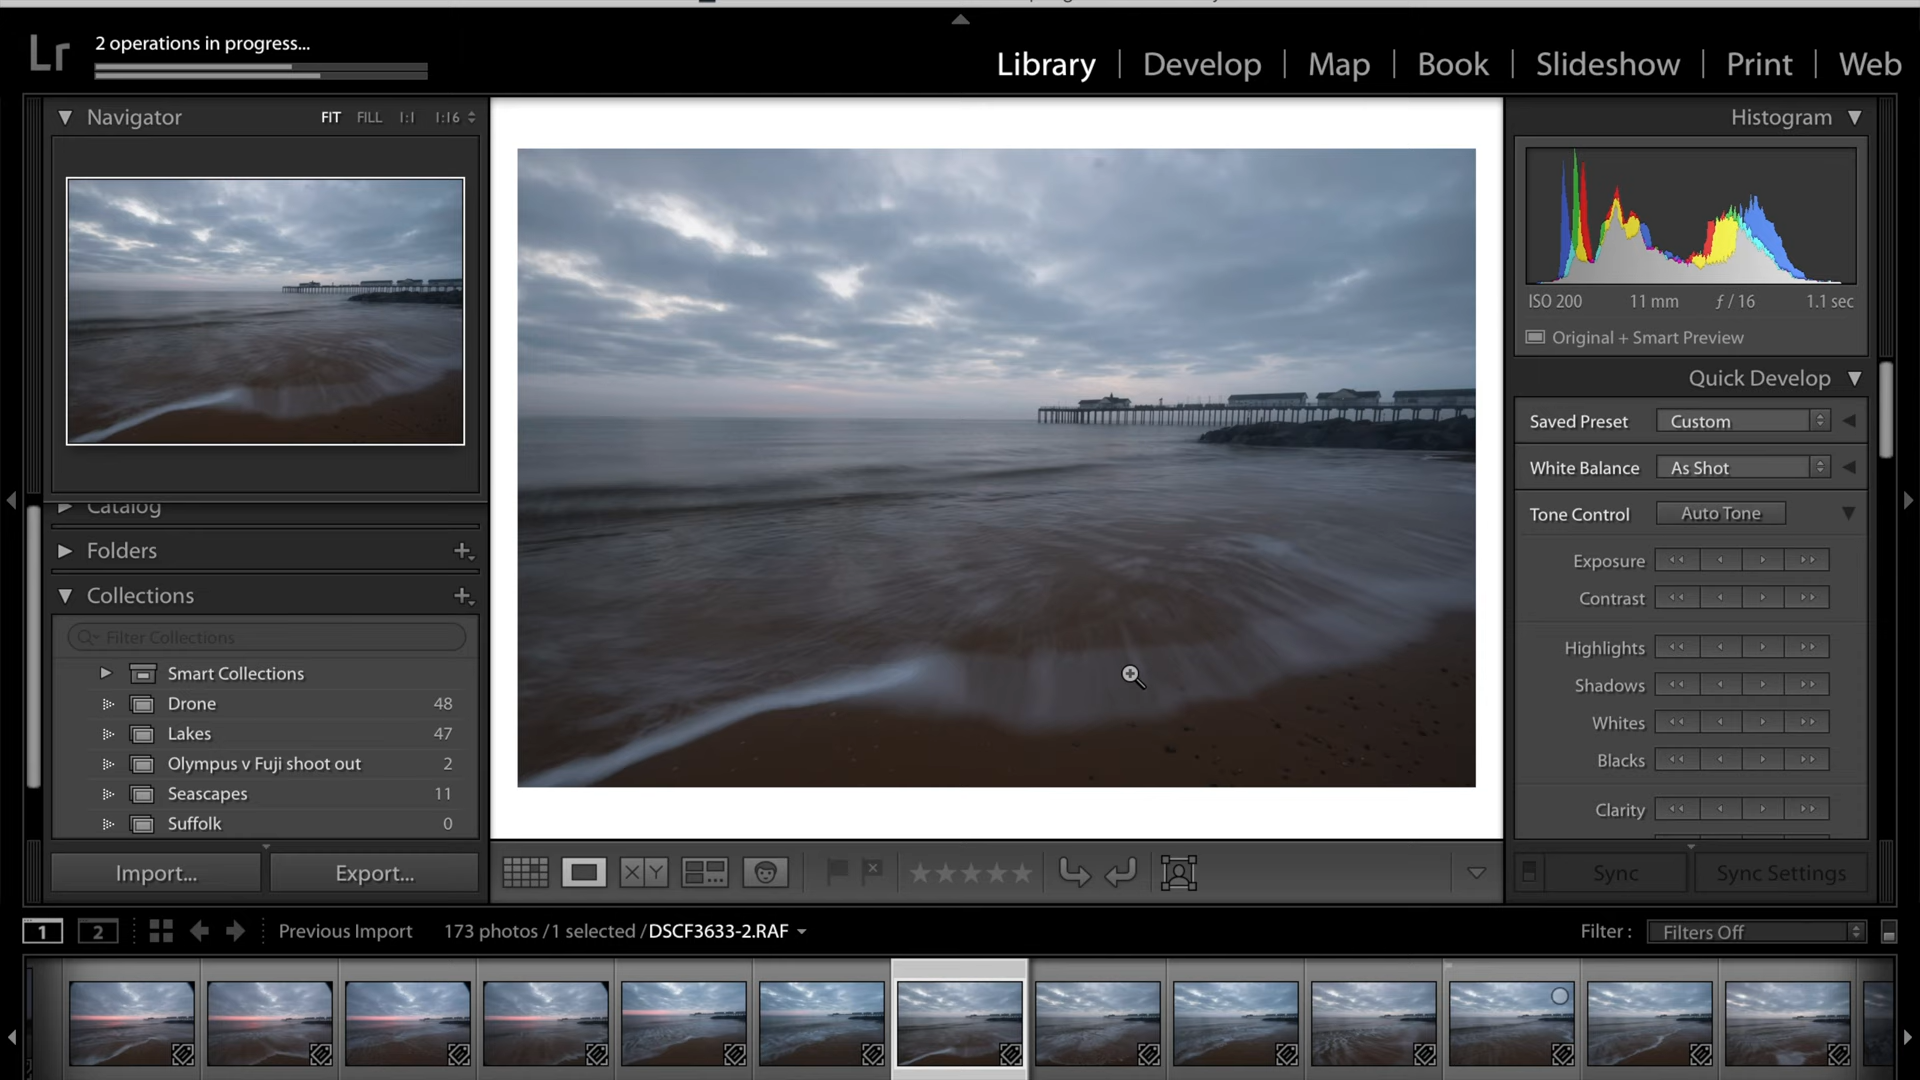 Lr
2 operations in progress...
Library | Develop | Map | Book | Slideshow | Print | Web
Navigator FIT FILL 1:1 1:16
Catalog
Folders
Collections
Filter Collections
Smart Collections
Drone 48
Lakes 47
Olympus v Fuji shoot out 2
Seascapes 11
Suffolk 0
Import... Export...
X Y
Histogram
ISO 200 11 mm ƒ / 16 1.1 sec
Original + Smart Preview
Quick Develop
Saved Preset Custom
White Balance As Shot
Tone Control Auto Tone
Exposure
Contrast
Highlights
Shadows
Whites
Blacks
Clarity
Sync Sync Settings
1 2 Previous Import 173 photos / 1 selected / DSCF3633-2.RAF
Filter : Filters Off